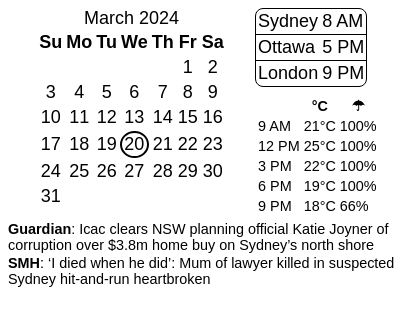 March 2024
Su Mo Tu We Th Fr Sa
1 2
3 4 5 6 7 8 9
10 11 12 13 14 15 16
17 18 19 20 21 22 23
24 25 26 27 28 29 30
31
Sydney 8 AM
Ottawa 5 PM
London 9 PM
°C ☂
9 AM 21°C 100%
12 PM 25°C 100%
3 PM 22°C 100%
6 PM 19°C 100%
9 PM 18°C 66%
Guardian: Icac clears NSW planning official Katie Joyner of
corruption over $3.8m home buy on Sydney’s north shore
SMH: ‘I died when he did’: Mum of lawyer killed in suspected
Sydney hit-and-run heartbroken